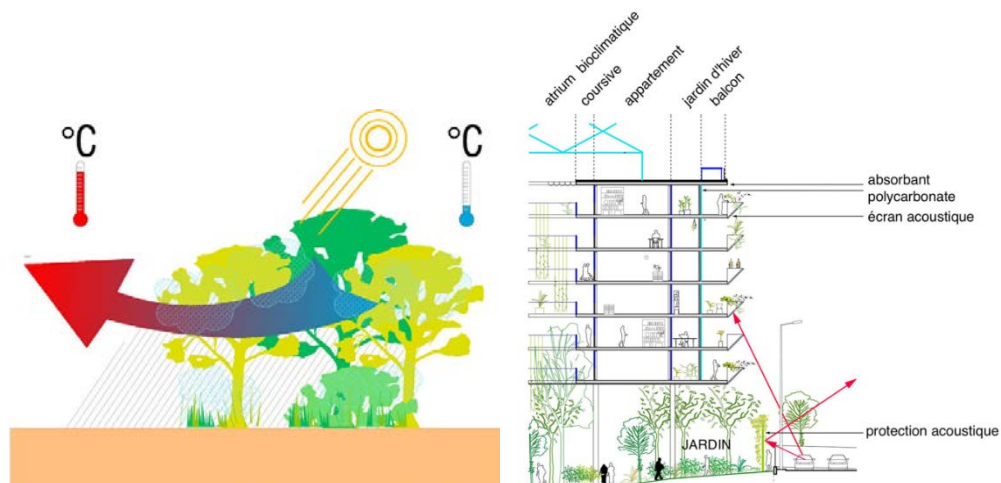 °C
°C
atrium bioclimatique
coursive
appartement
jardin d'hiver
balcon
absorbant
polycarbonate
écran acoustique
protection acoustique
JARDIN